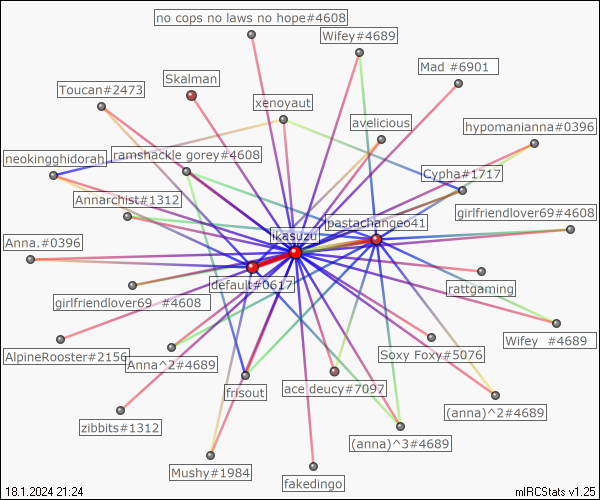 no cops no laws no hope#4608
Wifey#4689
Mad #6901
Skalman
Toucan#2473
xenoyaut
avelicious
hypomanianna#0396
neokingghidorah
ramshackle gorey#4608
Cypha#1717
Annarchist#1312
girlfriendlover69#4608
pastachange041
ikasuzu
Anna.#0396
default#0617
rattgaming
girlfriendlover69 #4608
Wifey #4689
AlpineRooster#2156
Anna^2#4689
Soxy Foxy#5076
frisout
ace deucy#7097
(anna)^2#4689
zibbits#1312
(anna)^3#4689
Mushy#1984
fakedingo
18.1.2024 21:24
mIRCStats v1.25